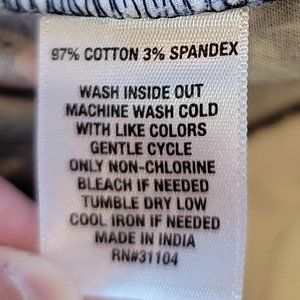 97% COTTON 3% SPANDEX
WASH INSIDE OUT
MACHINE WASH COLD
WITH LIKE COLORS
GENTLE CYCLE
ONLY NON-CHLORINE
BLEACH IF NEEDED
TUMBLE DRY LOW
COOL IRON IF NEEDED
MADE IN INDIA
RN#31104